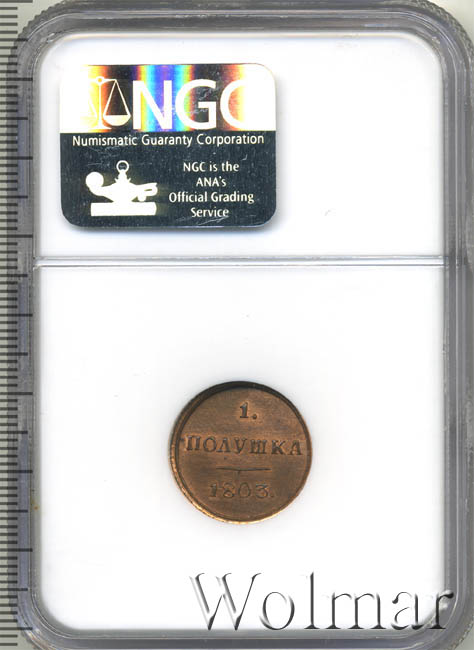 NGC
Numismatic Guaranty Corporation
NGC is the
ANA's
Official Grading
Service
1.
ПОЛУШКА
1803.
Wolmar